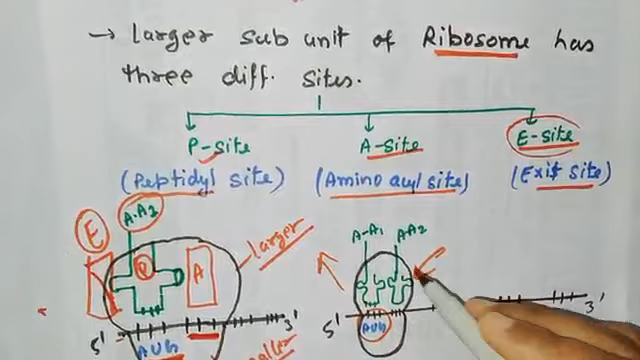 → Larger sub unit of Ribosome has
three diff. sites.
P-site A-site E-site
(Peptidyl site) (Amino acyl site) (Exit site)
E A.A2 A-A1 AA2
larger
P A
5' AUG 3' 5' AUG 3'